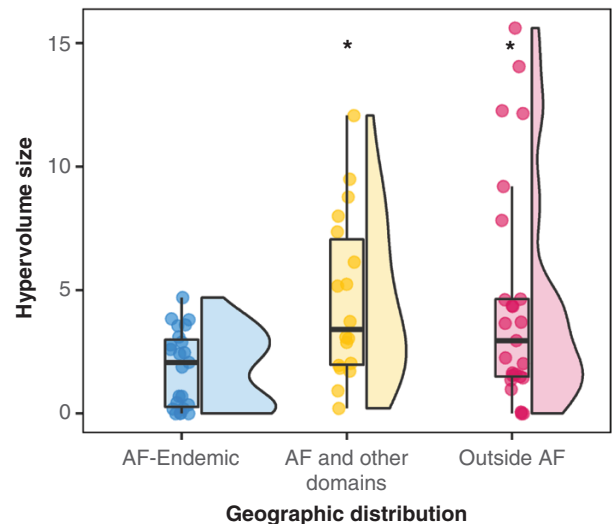 Hypervolume size
15
10
5
0
*
*
AF-Endemic
AF and other
domains
Outside AF
Geographic distribution